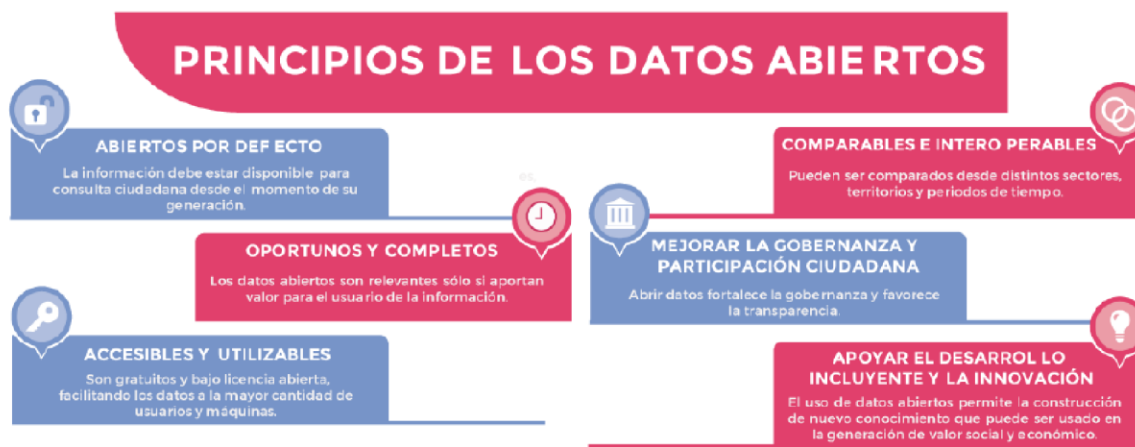 PRINCIPIOS DE LOS DATOS ABIERTOS
ABIERTOS POR DEFECTO
La información debe estar disponible para
consulta ciudadana desde el momento de su
generación.
OPORTUNOS Y COMPLETOS
Los datos abiertos son relevantes sólo si aportan
valor para el usuario de la información.
ACCESIBLES Y UTILIZABLES
Son gratuitos y bajo licencia abierta,
facilitando los datos a la mayor cantidad de
usuarios y máquinas.
COMPARABLES E INTERO PERABLES
Pueden ser comparados desde distintos sectores,
territorios y periodos de tiempo.
MEJORAR LA GOBERNANZA Y
PARTICIPACIÓN CIUDADANA
Abrir datos fortalece la gobernanza y favorece
la transparencia.
APOYAR EL DESARROL LO
INCLUYENTE Y LA INNOVACIÓN
El uso de datos abiertos permite la construcción
de nuevo conocimiento que puede ser usado en
la generación de valor social y económico.